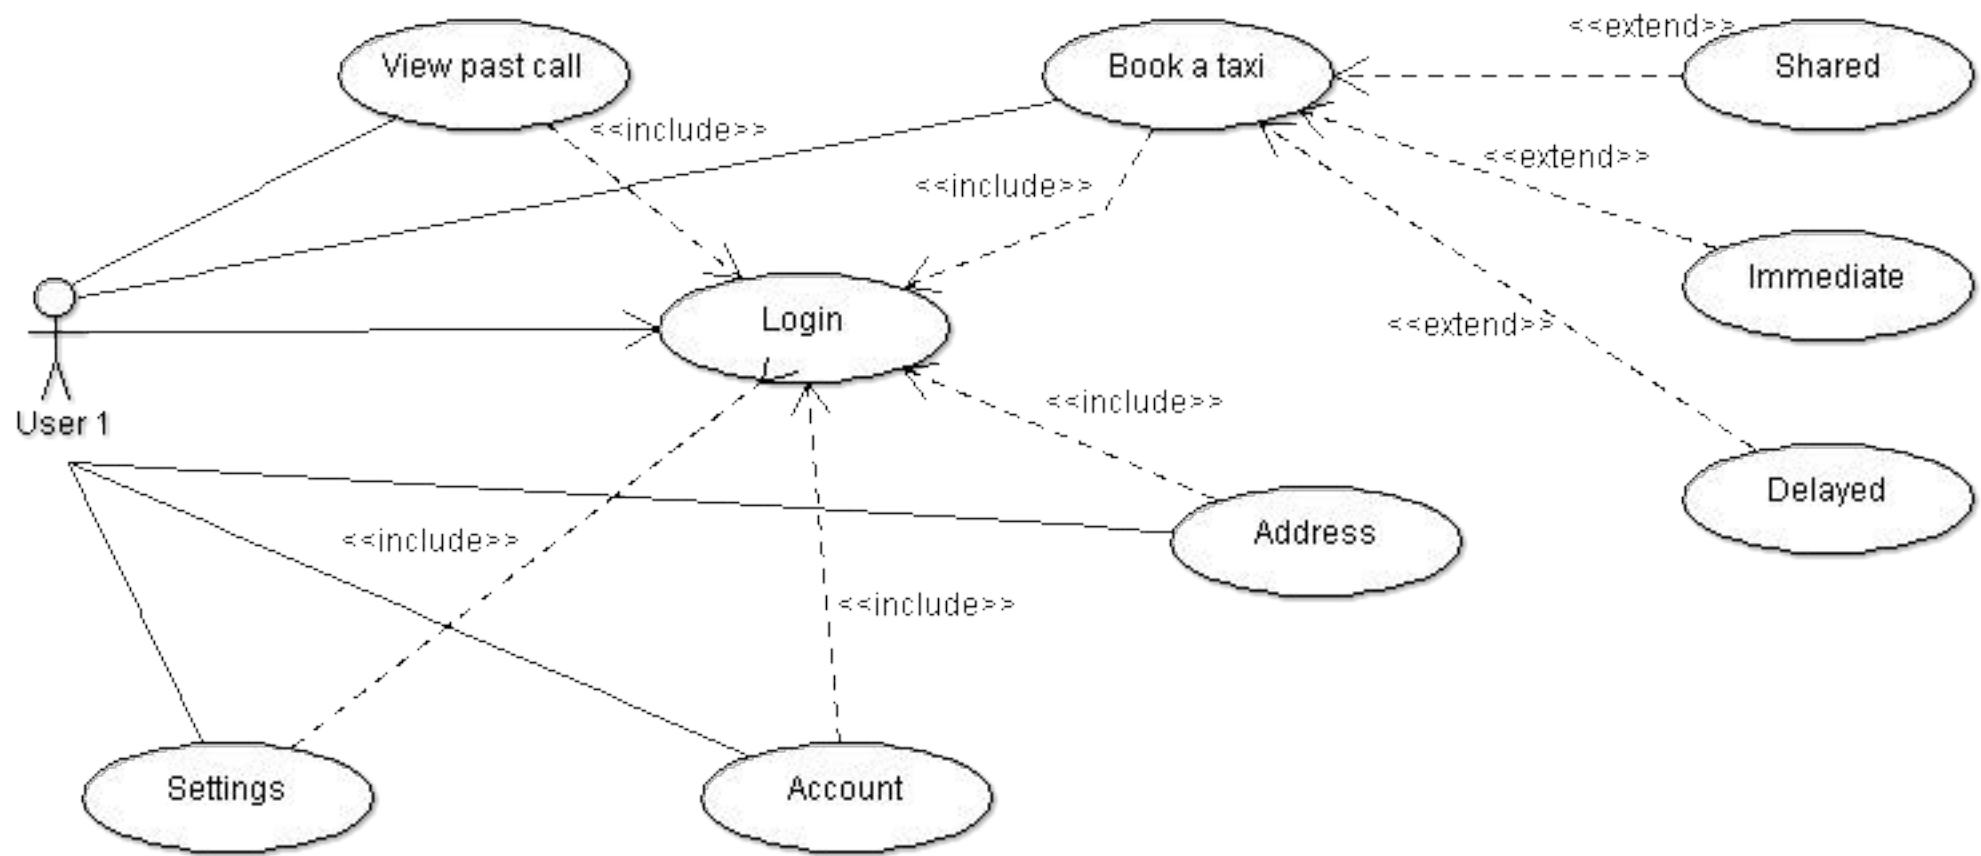 <<extend>>
View past call
Book a taxi
Shared
<<include>>
<<extend>>
<<include>>
Immediate
Login
<<extend>>
<<include>>
User 1
Delayed
Address
<<include>>
<<include>>
Settings
Account